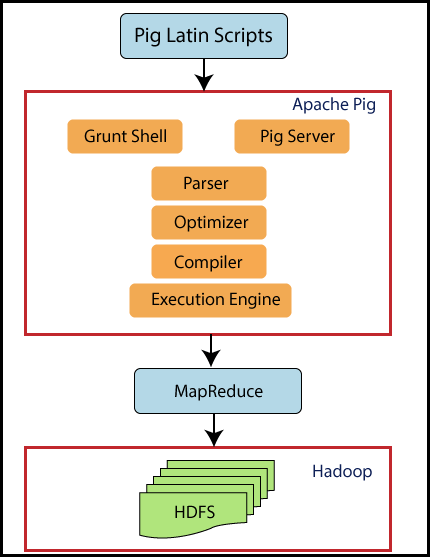 Pig Latin Scripts
Apache Pig
Grunt Shell
Pig Server
Parser
Optimizer
Compiler
Execution Engine
MapReduce
Hadoop
HDFS